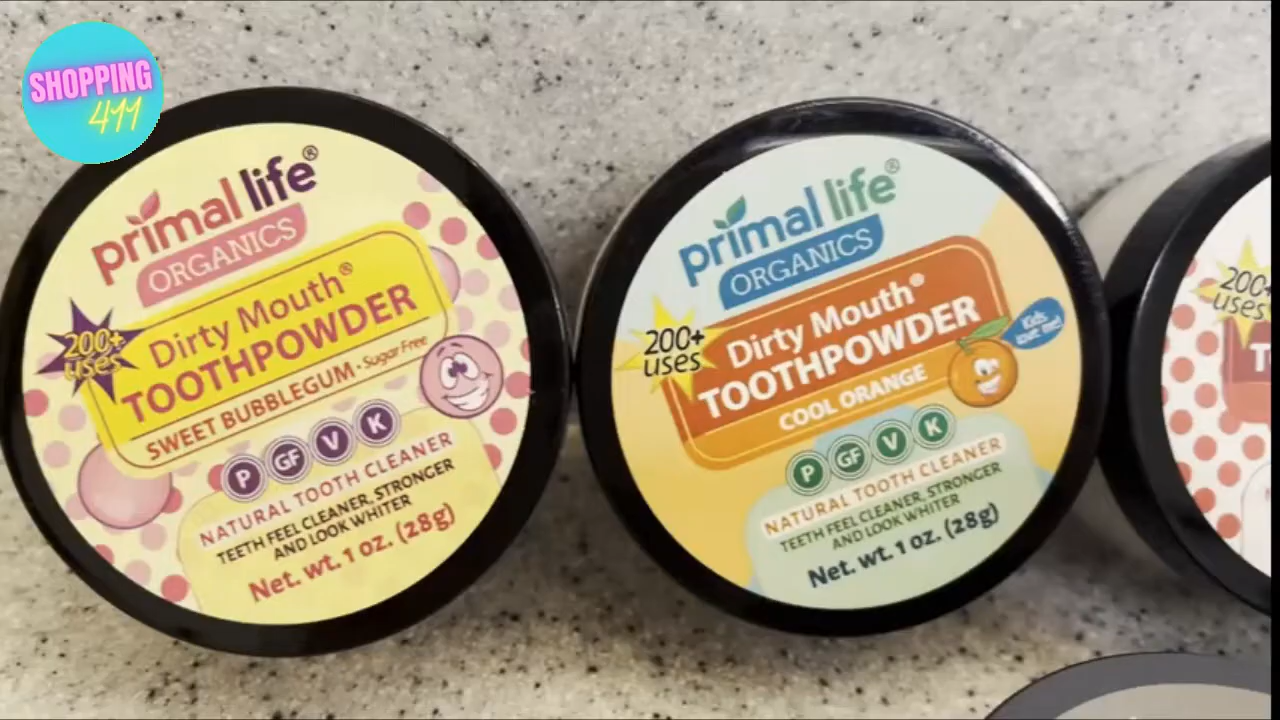 SHOPPING
411
primal life®
ORGANICS
200+
uses
Dirty Mouth®
TOOTHPOWDER
SWEET BUBBLEGUM • Sugar Free
P GF V K
NATURAL TOOTH CLEANER
TEETH FEEL CLEANER, STRONGER
AND LOOK WHITER
Net. wt. 1 oz. (28g)
primal life®
ORGANICS
200+
uses
Dirty Mouth®
TOOTHPOWDER
COOL ORANGE
Kids
love me!
P GF V K
NATURAL TOOTH CLEANER
TEETH FEEL CLEANER, STRONGER
AND LOOK WHITER
Net. wt. 1 oz. (28g)
200+
uses
T